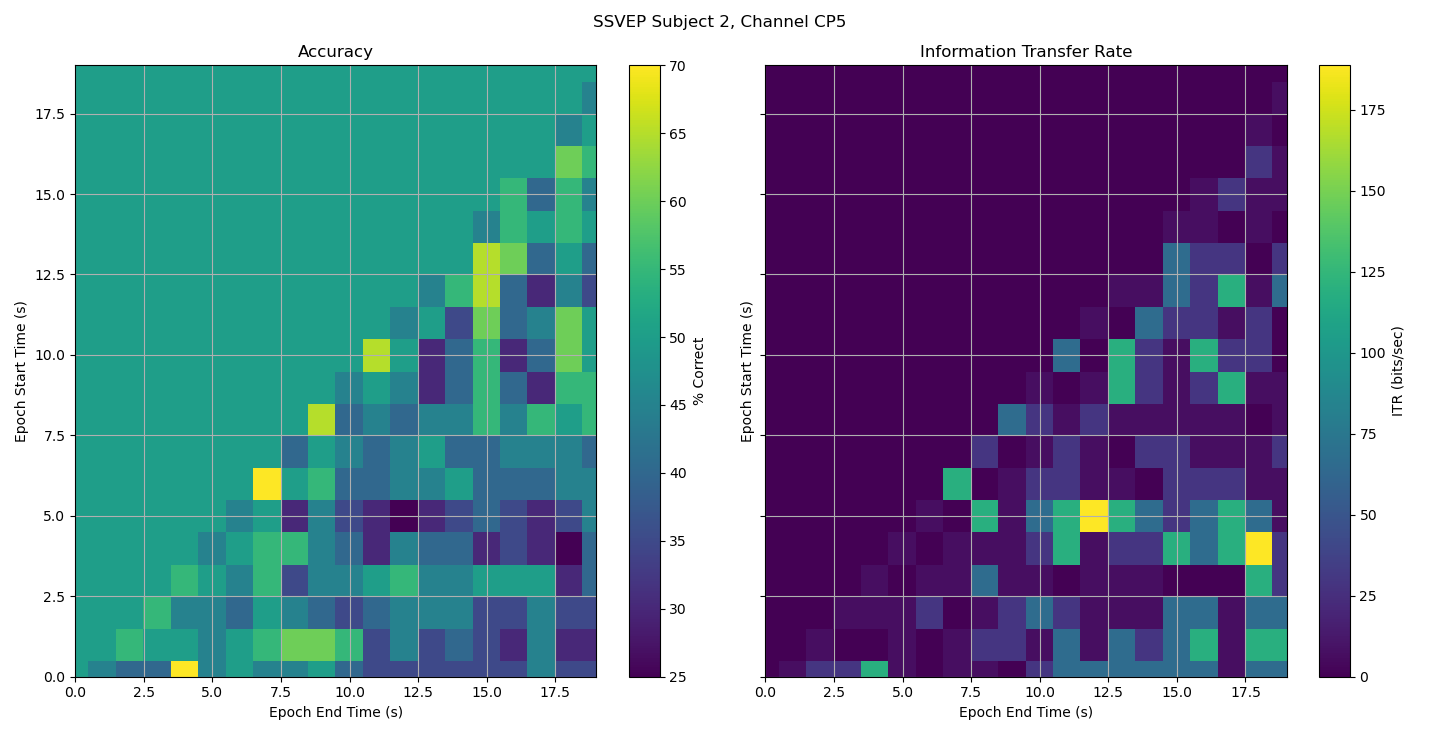 SSVEP Subject 2, Channel CP5
Accuracy
Epoch Start Time (s)
17.5
15.0
12.5
10.0
7.5
5.0
2.5
0.0
0.0 2.5 5.0 7.5 10.0 12.5 15.0 17.5
Epoch End Time (s)
70
65
60
55
50
45
40
35
30
25
% Correct
Information Transfer Rate
Epoch Start Time (s)
0.0 2.5 5.0 7.5 10.0 12.5 15.0 17.5
Epoch End Time (s)
175
150
125
100
75
50
25
0
ITR (bits/sec)